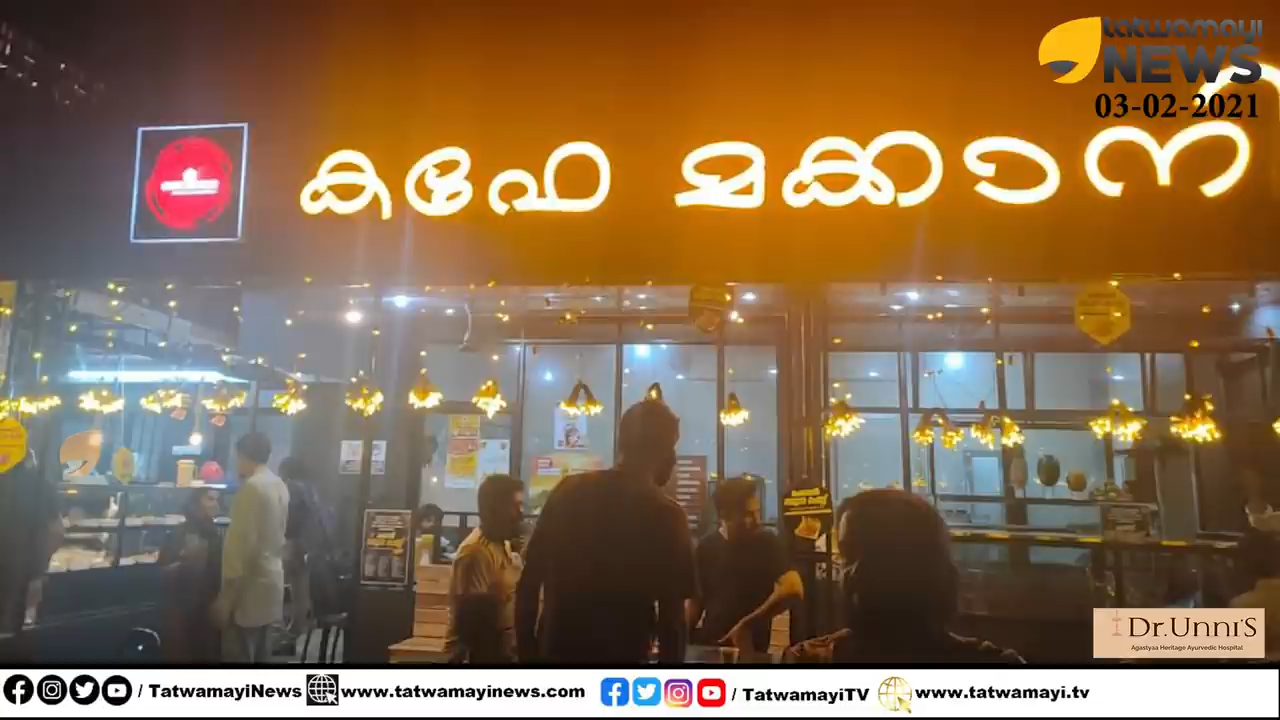 tatwamayi
NEWS
03-02-2021
കഫേ മക്കാനി
Dr.Unni'S
Agastyaa Heritage Ayurvedic Hospital
/ TatwamayiNews www.tatwamayinews.com / TatwamayiTV www.tatwamayi.tv